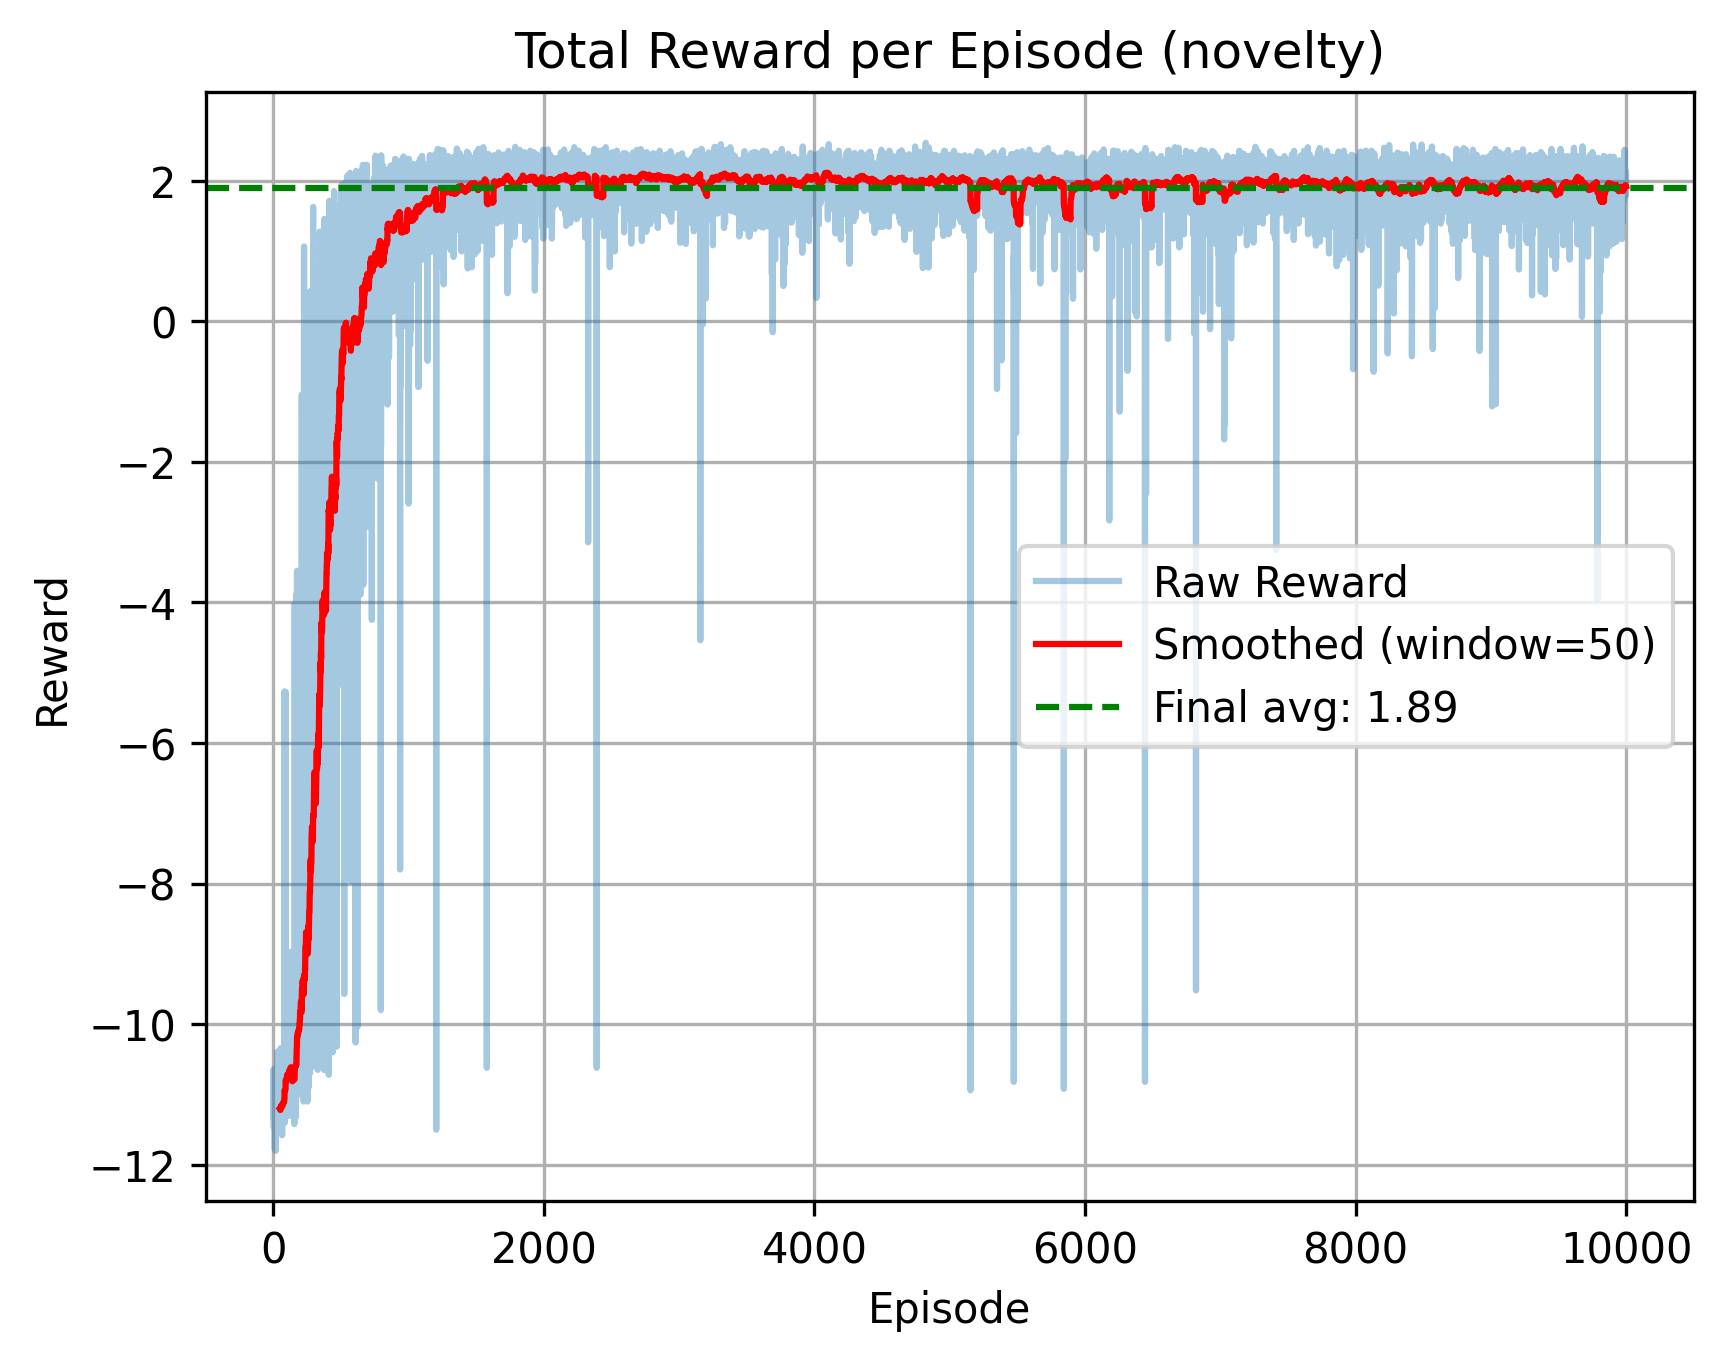 Total Reward per Episode (novelty)
2
0
−2
−4
−6
−8
−10
−12
Reward
Raw Reward
Smoothed (window=50)
Final avg: 1.89
0 2000 4000 6000 8000 10000
Episode